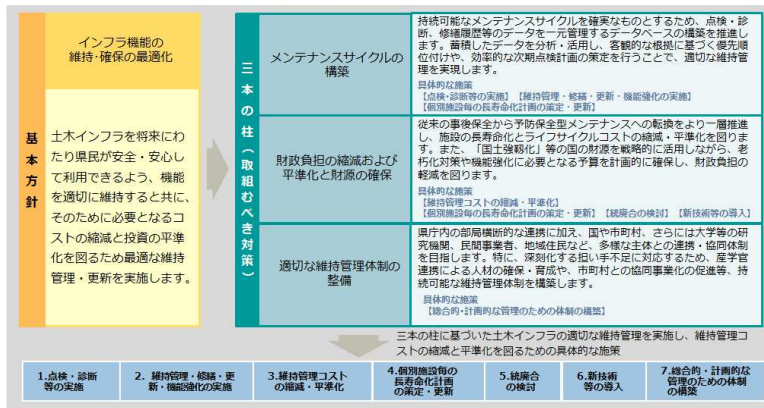 基本方針
インフラ機能の
維持・確保の最適化
土木インフラを将来にわ
たり県民が安全・安心し
て利用できるよう、機能
を適切に維持すると共に、
そのために必要となるコ
ストの縮減と投資の平準
化を図るため最適な維持
管理・更新を実施します。
三本の柱(取組むべき対策)
メンテナンスサイクルの
構築
持続可能なメンテナンスサイクルを確実なものとするため、点検・診
断、修繕履歴等のデータを一元管理するデータベースの構築を推進し
ます。蓄積したデータを分析・活用し、客観的な根拠に基づく優先順
位付けや、効率的な次期点検計画の策定を行うことで、適切な維持管
理を実現します。
具体的な施策
【点検・診断等の実施】【維持管理・修繕・更新・機能強化の実施】
【個別施設毎の長寿命化計画の策定・更新】
財政負担の縮減および
平準化と財源の確保
従来の事後保全から予防保全型メンテナンスへの転換をより一層推進
し、施設の長寿命化とライフサイクルコストの縮減・平準化を図りま
す。また、「国土強靱化」等の国の財源を戦略的に活用しながら、老
朽化対策や機能強化に必要となる予算を計画的に確保し、財政負担の
軽減を図ります。
具体的な施策
【維持管理コストの縮減・平準化】
【個別施設毎の長寿命化計画の策定・更新】【統廃合の検討】【新技術等の導入】
適切な維持管理体制の
整備
県庁内の部局横断的な連携に加え、国や市町村、さらには大学等の研
究機関、民間事業者、地域住民など、多様な主体との連携・協同体制
を目指します。特に、深刻化する担い手不足に対応するため、産学官
連携による人材の確保・育成や、市町村との協同事業化の促進等、持
続可能な維持管理体制を構築します。
具体的な施策
【総合的・計画的な管理のための体制の構築】
三本の柱に基づいた土木インフラの適切な維持管理を実施し、維持管理コ
ストの縮減と平準化を図るための具体的な施策
1.点検・診断
等の実施
2. 維持管理・修繕・更
新・機能強化の実施
3.維持管理コスト
の縮減・平準化
4.個別施設毎の
長寿命化計画
の策定・更新
5.統廃合
の検討
6.新技術
等の導入
7.総合的・計画的な
管理のための体制
の構築